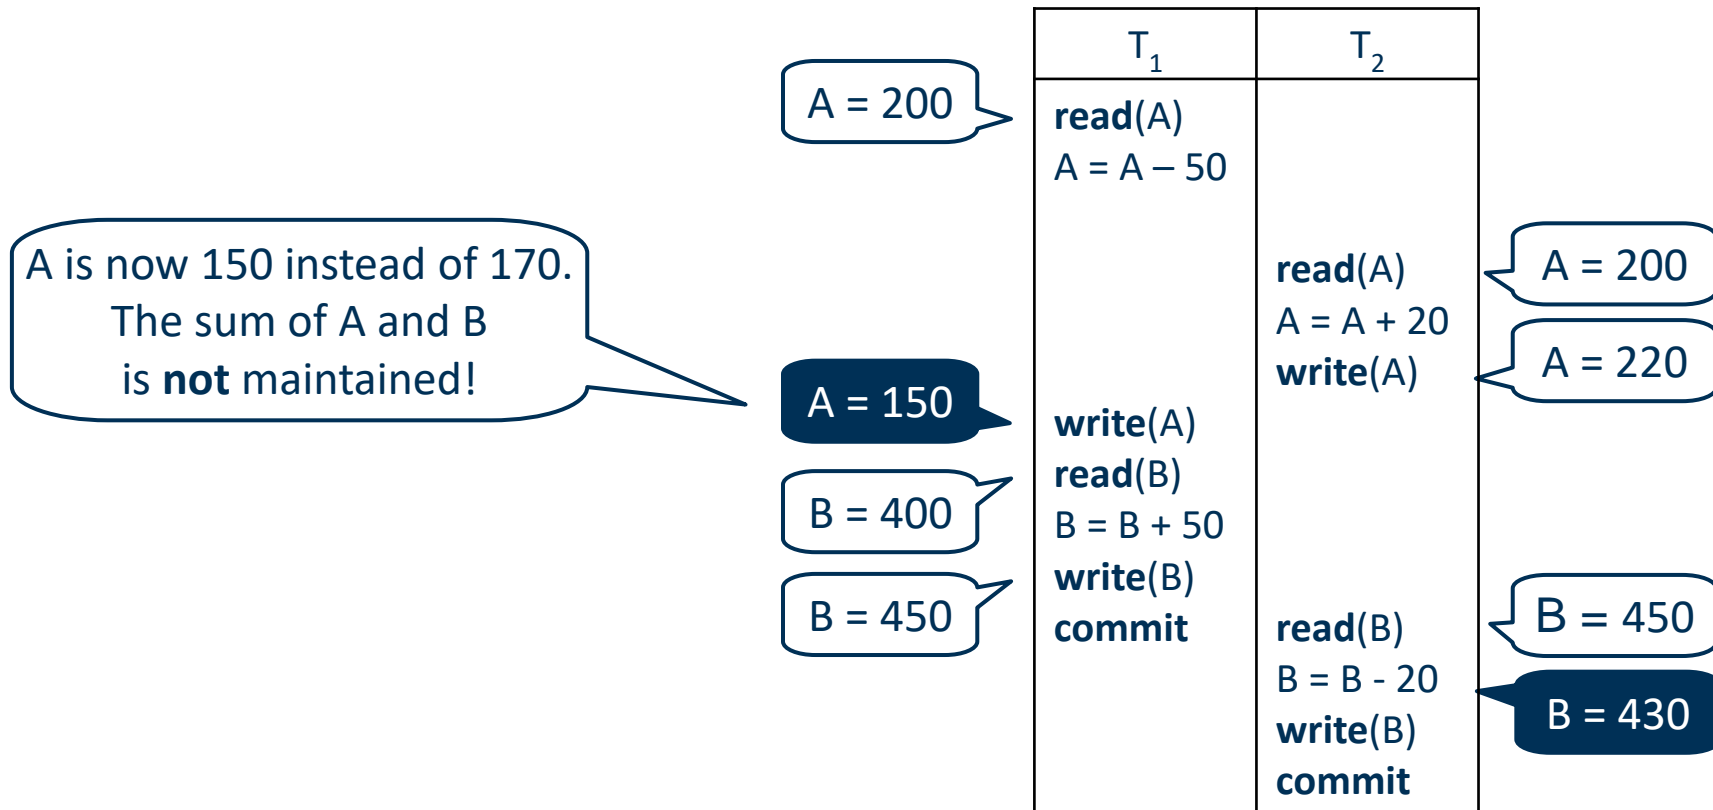 T₁
T₂
A = 200
read(A)
A = A – 50
A is now 150 instead of 170.
The sum of A and B
is not maintained!
read(A)
A = 200
A = A + 20
write(A)
A = 220
A = 150
write(A)
read(B)
B = 400
B = B + 50
write(B)
B = 450
commit
read(B)
B = 450
B = B - 20
B = 430
write(B)
commit